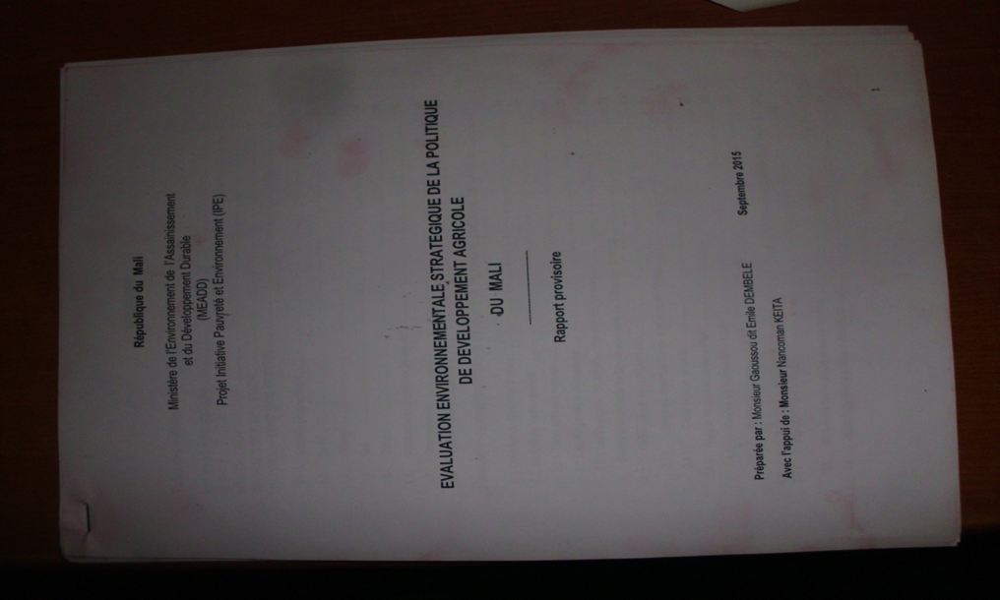 République du Mali
Ministère de l'Environnement de l'Assainissement
et du Développement Durable
(MEADD)
Projet Initiative Pauvreté et Environnement (IPE)
EVALUATION ENVIRONNEMENTALE STRATEGIQUE DE LA POLITIQUE
DE DEVELOPPEMENT AGRICOLE
DU MALI
Rapport provisoire
Septembre 2015
Préparée par : Monsieur Gaoussou dit Emile DEMBELE
Avec l'appui de : Monsieur Nancoman KEITA
1